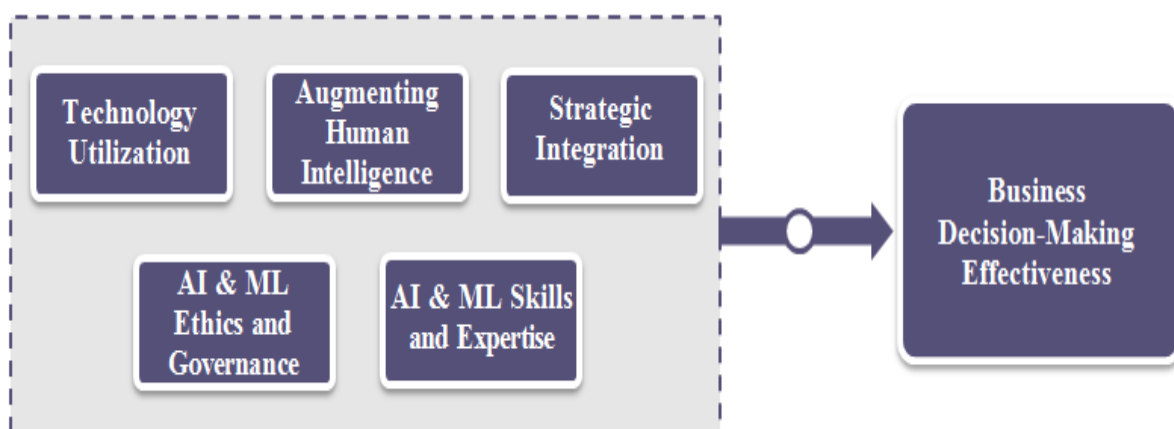 Technology
Utilization
Augmenting
Human
Intelligence
Strategic
Integration
AI & ML
Ethics and
Governance
AI & ML Skills
and Expertise
Business
Decision-Making
Effectiveness